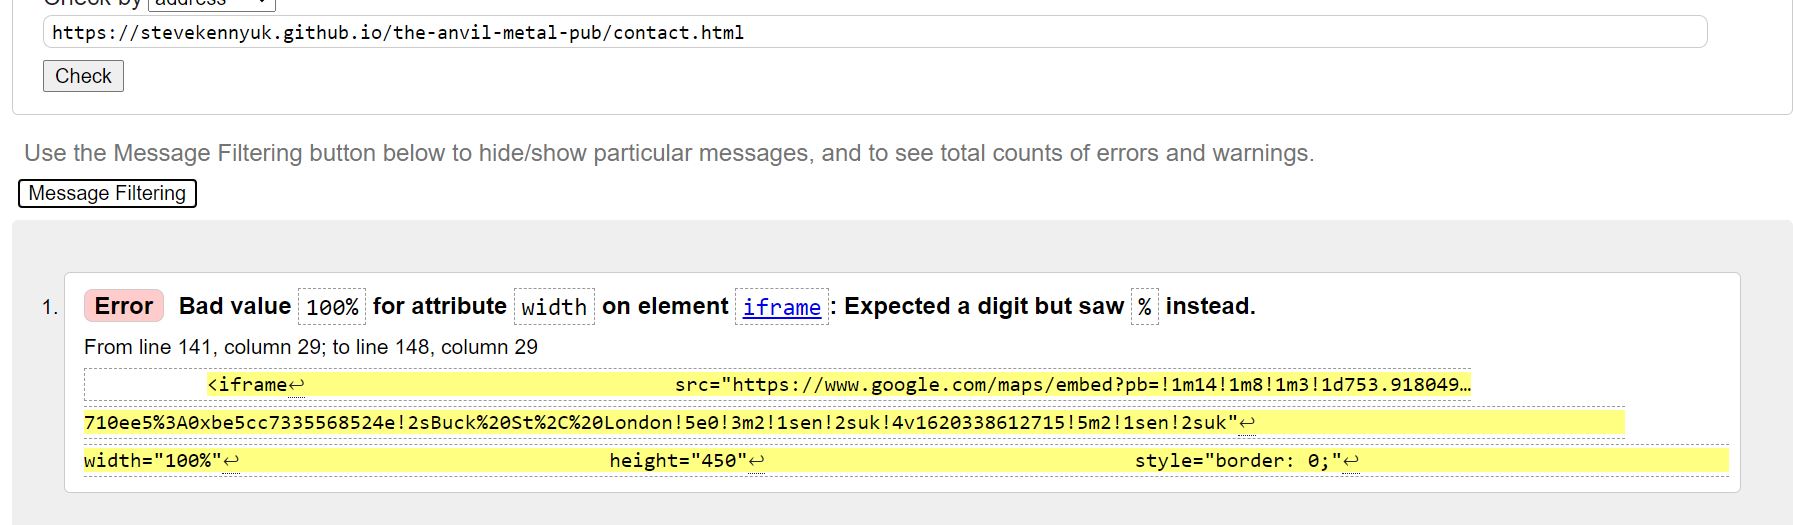 Check by address
https://stevekennyuk.github.io/the-anvil-metal-pub/contact.html
Check
Use the Message Filtering button below to hide/show particular messages, and to see total counts of errors and warnings.
Message Filtering
1. Error Bad value 100% for attribute width on element iframe: Expected a digit but saw % instead.
From line 141, column 29; to line 148, column 29
<iframe↩ src="https://www.google.com/maps/embed?pb=!1m14!1m8!1m3!1d753.918049…
710ee5%3A0xbe5cc7335568524e!2sBuck%20St%2C%20London!5e0!3m2!1sen!2suk!4v1620338612715!5m2!1sen!2suk"↩
width="100%"↩ height="450"↩ style="border: 0;"↩